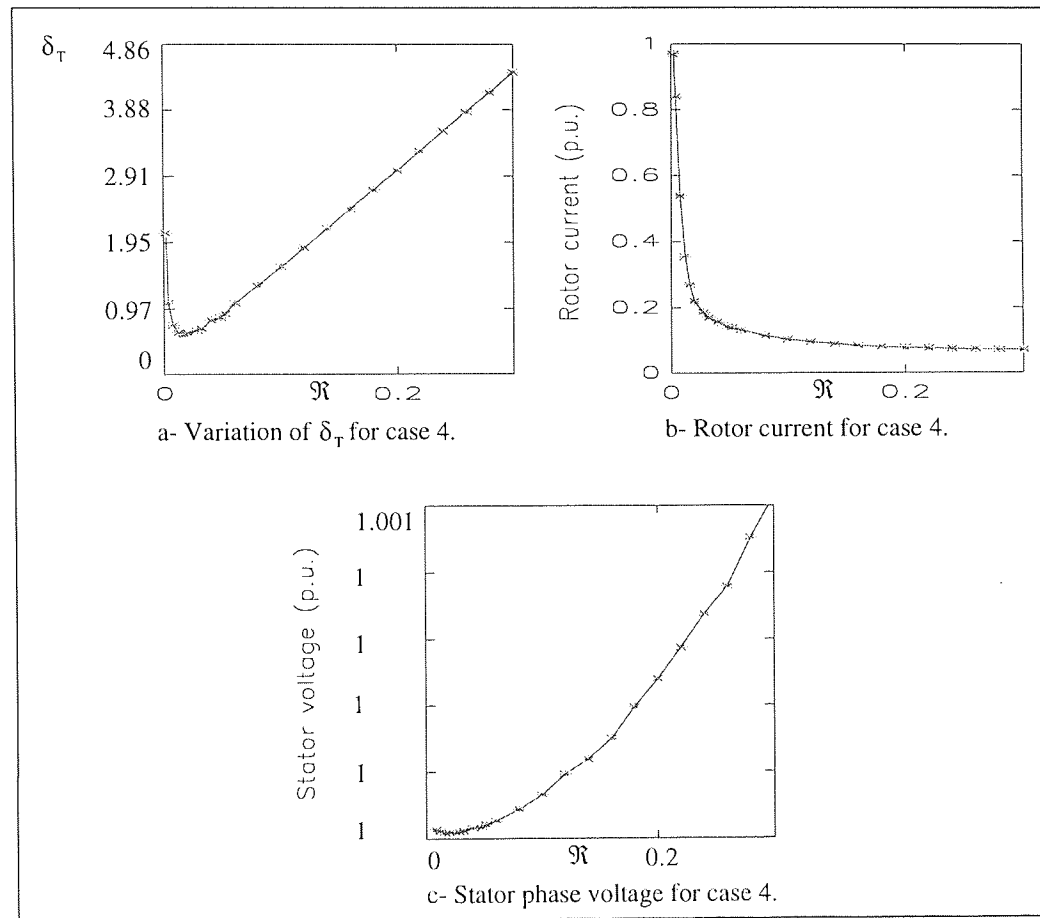 δT
4.86
3.88
2.91
1.95
0.97
0
0
ℜ
0.2
a- Variation of δT for case 4.
Rotor current (p.u.)
1
0.8
0.6
0.4
0.2
0
0
ℜ
0.2
b- Rotor current for case 4.
Stator voltage (p.u.)
1.001
1
1
1
1
1
0
ℜ
0.2
c- Stator phase voltage for case 4.